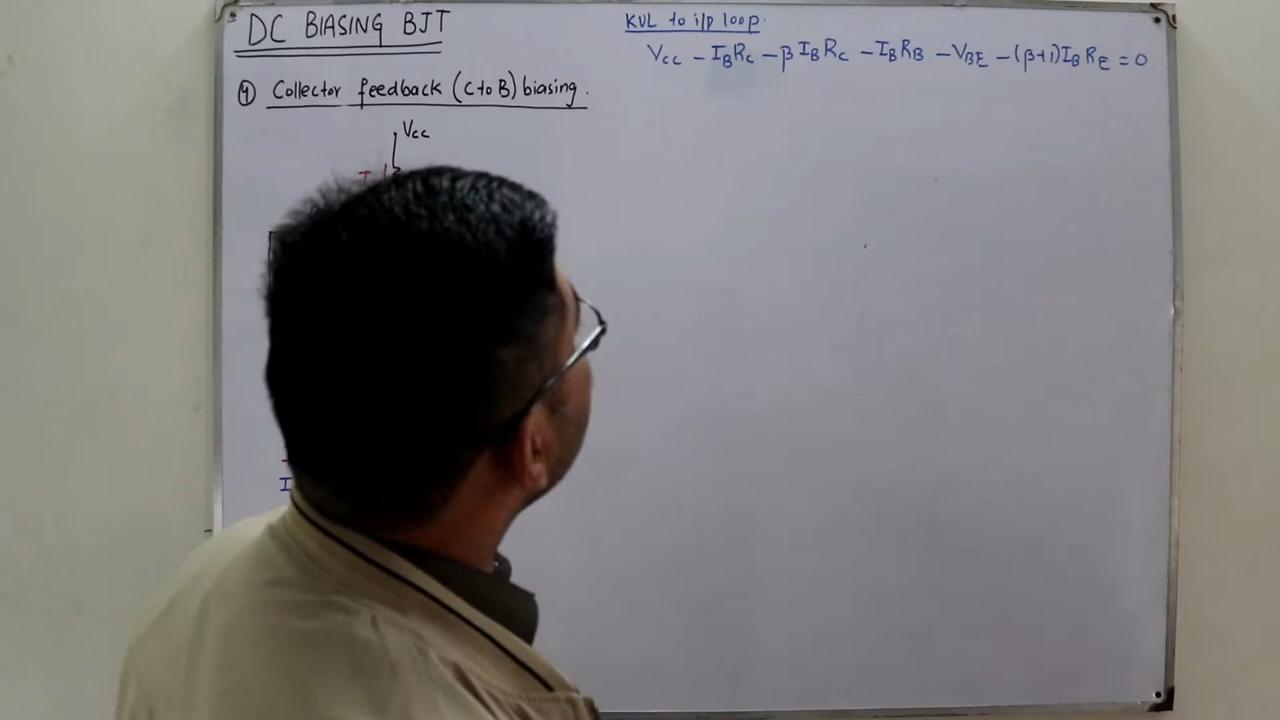 DC BIASING BJT
④ Collector feedback (C to B) biasing.
Vcc
I
I
KVL to i/p loop.
Vcc - IBRc - βIBRc - IBRB - VBE - (β+1)IBRE = 0